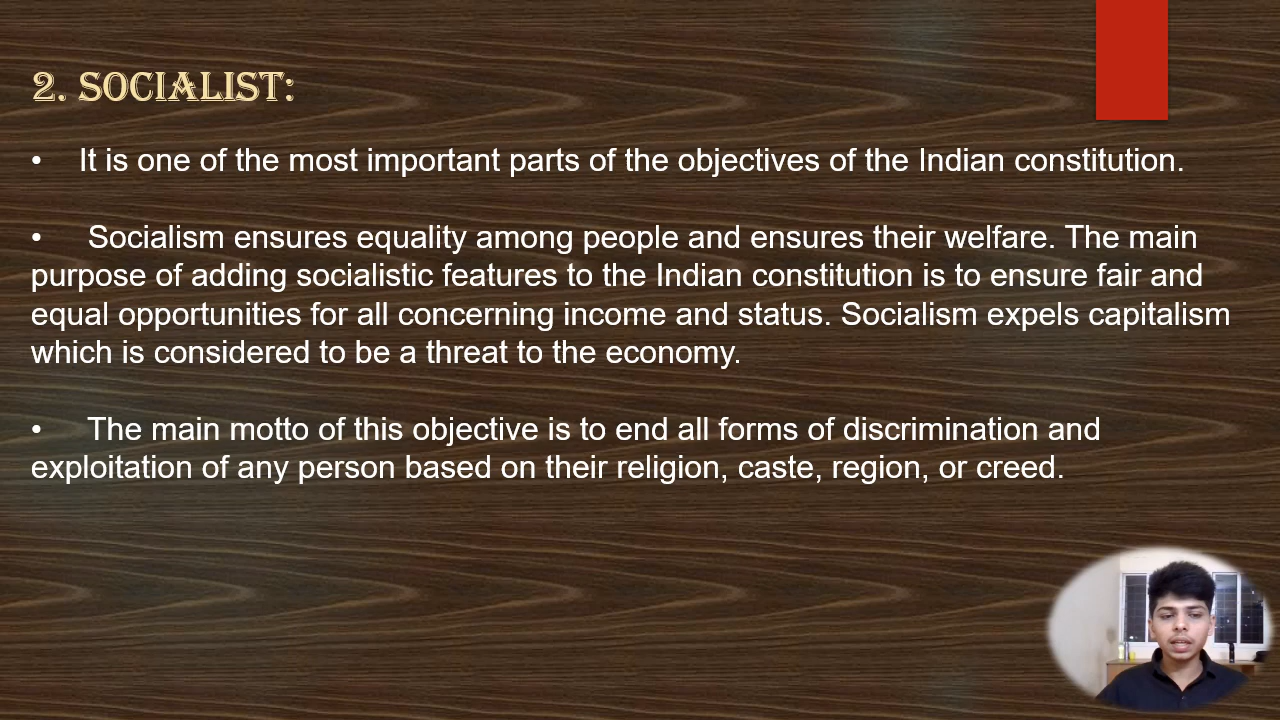 2. SOCIALIST:
• It is one of the most important parts of the objectives of the Indian constitution.
• Socialism ensures equality among people and ensures their welfare. The main
purpose of adding socialistic features to the Indian constitution is to ensure fair and
equal opportunities for all concerning income and status. Socialism expels capitalism
which is considered to be a threat to the economy.
• The main motto of this objective is to end all forms of discrimination and
exploitation of any person based on their religion, caste, region, or creed.